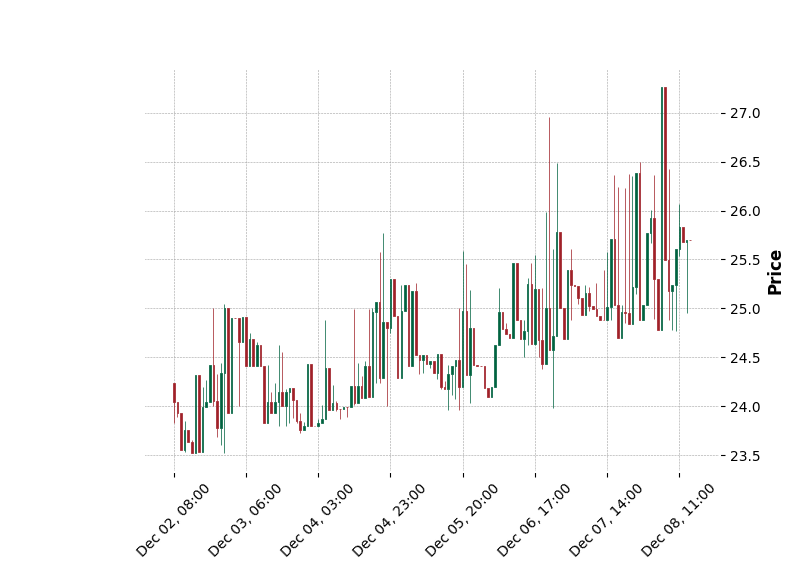 27.0
26.5
26.0
25.5
25.0
24.5
24.0
23.5
Price
Dec 02, 08:00
Dec 03, 06:00
Dec 04, 03:00
Dec 04, 23:00
Dec 05, 20:00
Dec 06, 17:00
Dec 07, 14:00
Dec 08, 11:00